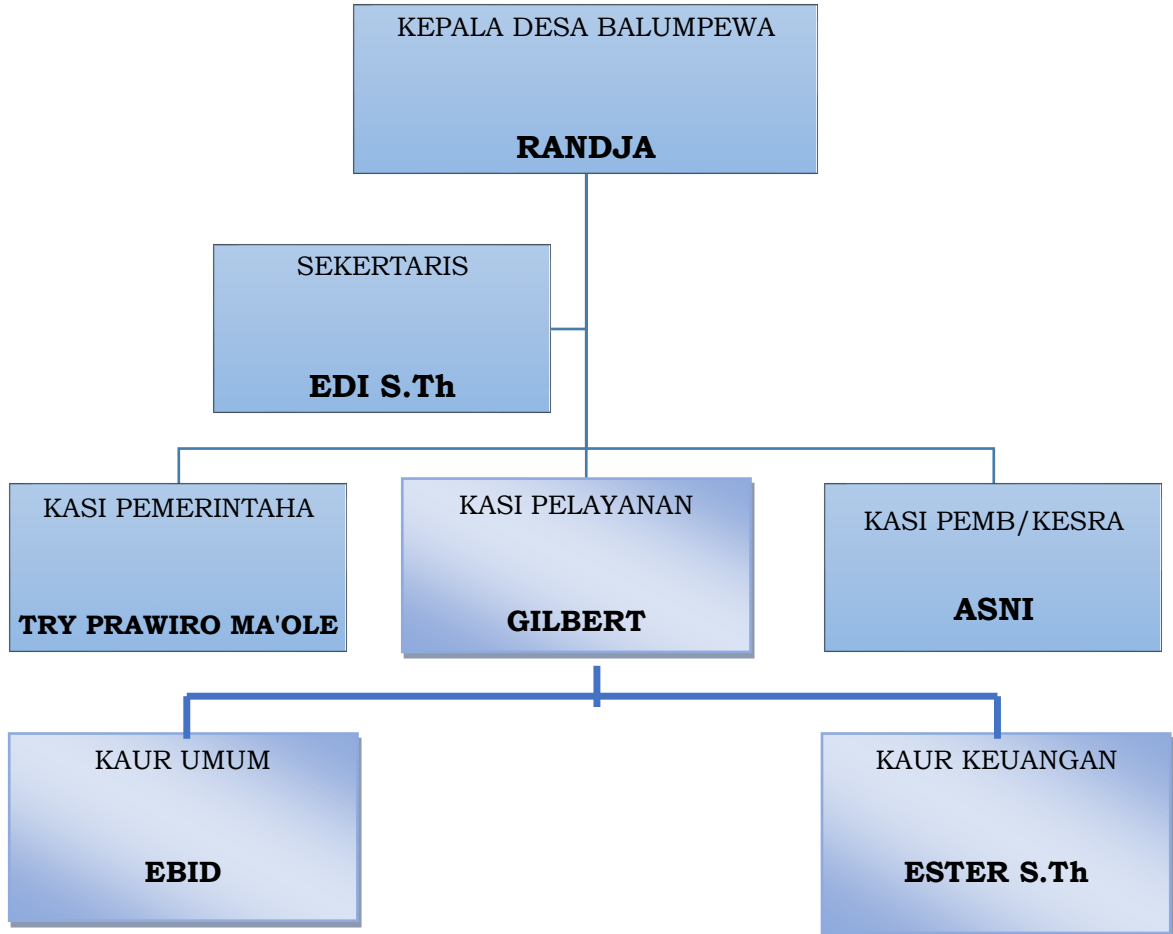 KEPALA DESA BALUMPEWA
RANDJA
SEKERTARIS
EDI S.Th
KASI PEMERINTAHA
TRY PRAWIRO MA'OLE
KASI PELAYANAN
GILBERT
KASI PEMB/KESRA
ASNI
KAUR UMUM
EBID
KAUR KEUANGAN
ESTER S.Th